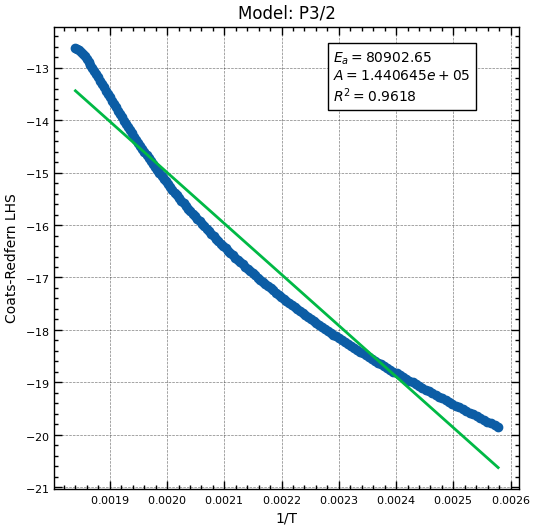 Model: P3/2
Eₐ = 80902.65
A = 1.440645e + 05
R² = 0.9618
Coats-Redfern LHS
−13
−14
−15
−16
−17
−18
−19
−20
−21
0.0019 0.0020 0.0021 0.0022 0.0023 0.0024 0.0025 0.0026
1/T